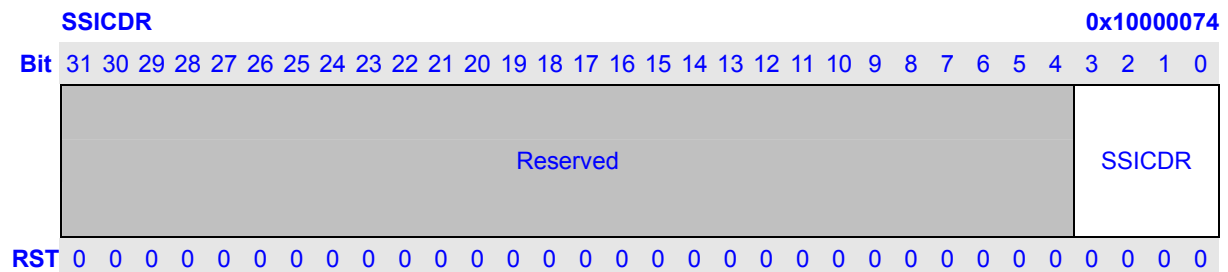 SSICDR 0x10000074
Bit 31 30 29 28 27 26 25 24 23 22 21 20 19 18 17 16 15 14 13 12 11 10 9 8 7 6 5 4 3 2 1 0
Reserved SSICDR
RST 0 0 0 0 0 0 0 0 0 0 0 0 0 0 0 0 0 0 0 0 0 0 0 0 0 0 0 0 0 0 0 0